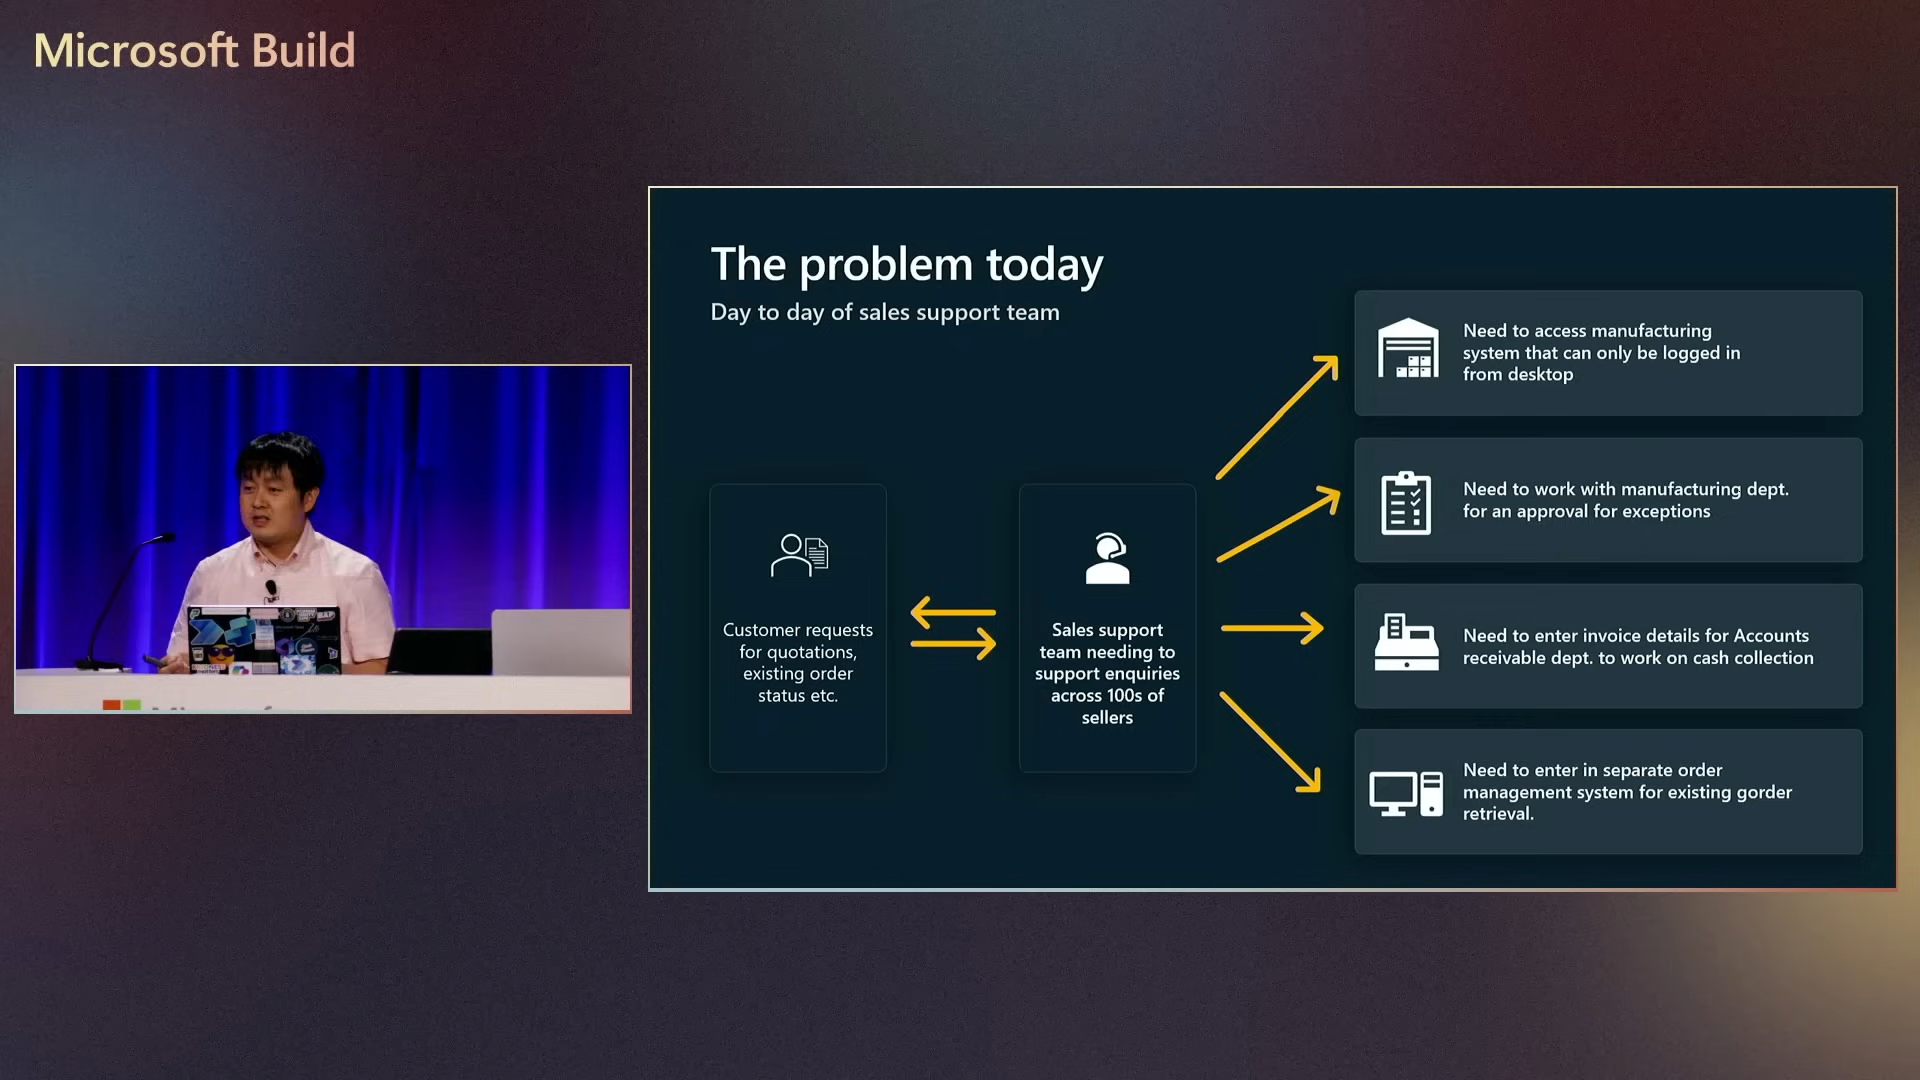 Microsoft Build
The problem today
Day to day of sales support team
Customer requests
for quotations,
existing order
status etc.
Sales support
team needing to
support enquiries
across 100s of
sellers
Need to access manufacturing
system that can only be logged in
from desktop
Need to work with manufacturing dept.
for an approval for exceptions
Need to enter invoice details for Accounts
receivable dept. to work on cash collection
Need to enter in separate order
management system for existing gorder
retrieval.